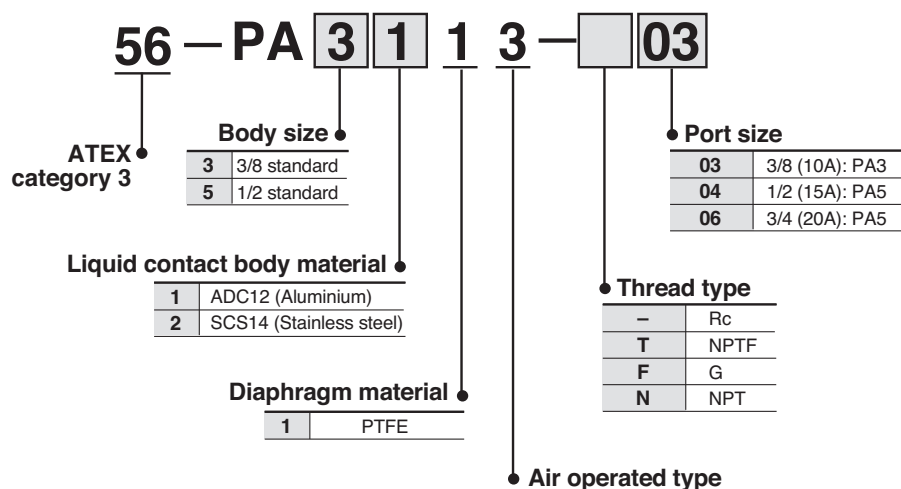 56 — PA 3 1 1 3 — 03
Body size
3 3/8 standard
5 1/2 standard
ATEX
category 3
Port size
03 3/8 (10A): PA3
04 1/2 (15A): PA5
06 3/4 (20A): PA5
Liquid contact body material
1 ADC12 (Aluminium)
2 SCS14 (Stainless steel)
Thread type
– Rc
T NPTF
F G
N NPT
Diaphragm material
1 PTFE
Air operated type